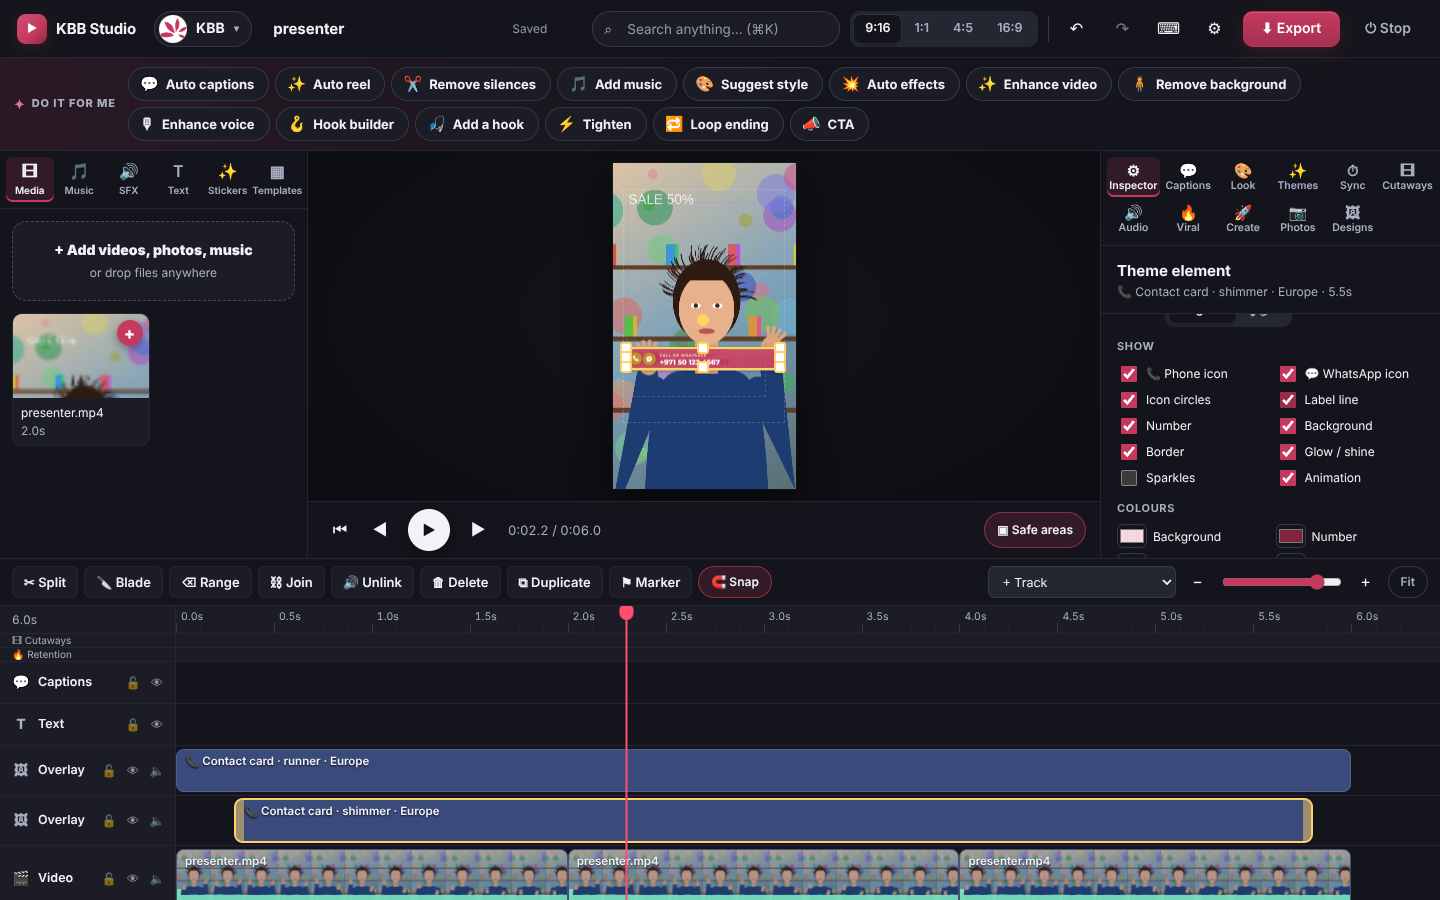 KBB Studio
KBB
presenter
Saved
Search anything... (⌘K)
9:16
1:1
4:5
16:9
Export
Stop
DO IT FOR ME
Auto captions
Auto reel
Remove silences
Add music
Suggest style
Auto effects
Enhance video
Remove background
Enhance voice
Hook builder
Add a hook
Tighten
Loop ending
CTA
Media
Music
SFX
Text
Stickers
Templates
+ Add videos, photos, music
or drop files anywhere
presenter.mp4
2.0s
SALE 50%
CALL OR WHATSAPP
0:02.2 / 0:06.0
Safe areas
Inspector
Captions
Look
Themes
Sync
Cutaways
Audio
Viral
Create
Photos
Designs
Theme element
Contact card · shimmer · Europe · 5.5s
SHOW
Phone icon
WhatsApp icon
Icon circles
Label line
Number
Background
Border
Glow / shine
Sparkles
Animation
COLOURS
Background
Number
Split
Blade
Range
Join
Unlink
Delete
Duplicate
Marker
Snap
+ Track
− +
Fit
6.0s
0.0s
0.5s
1.0s
1.5s
2.0s
2.5s
3.0s
3.5s
4.0s
4.5s
5.0s
5.5s
6.0s
Cutaways
Retention
Captions
T Text
Overlay
Contact card · runner · Europe
Overlay
Contact card · shimmer · Europe
Video
presenter.mp4
presenter.mp4
presenter.mp4